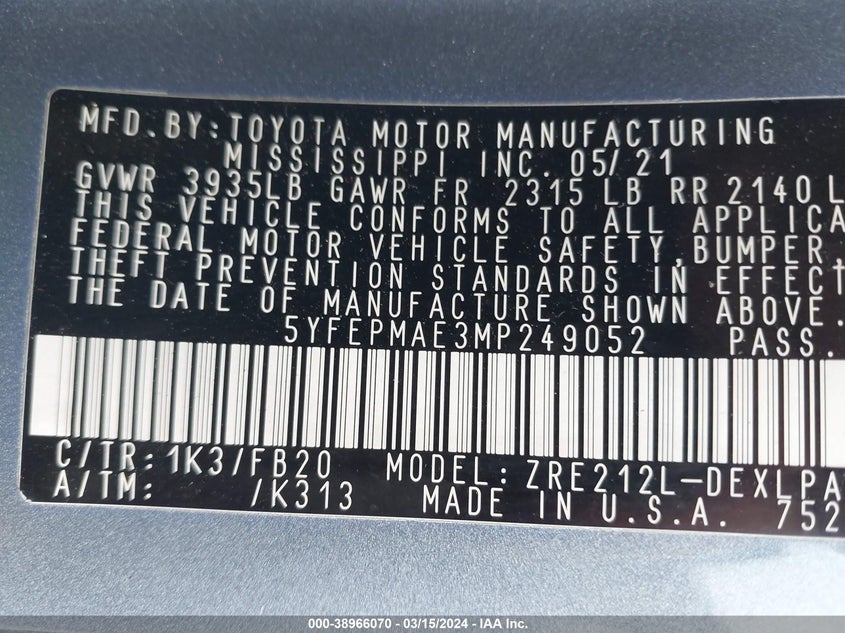 MFD.BY:TOYOTA MOTOR MANUFACTURING
MISSISSIPPI INC. 05/21
GVWR 3935LB GAWR FR 2315 LB RR 2140 L
THIS VEHICLE CONFORMS TO ALL APPLICA
FEDERAL MOTOR VEHICLE SAFETY,BUMPER,
THEFT PREVENTION STANDARDS IN EFFECT
THE DATE OF MANUFACTURE SHOWN ABOVE.
5YFEPMAE3MP249052 PASS.
C/TR:1K3/FB20 MODEL:ZRE212L-DEXLPA
A/TM: /K313 MADE IN U.S.A. 752
000-38966070 - 03/15/2024 - IAA Inc.